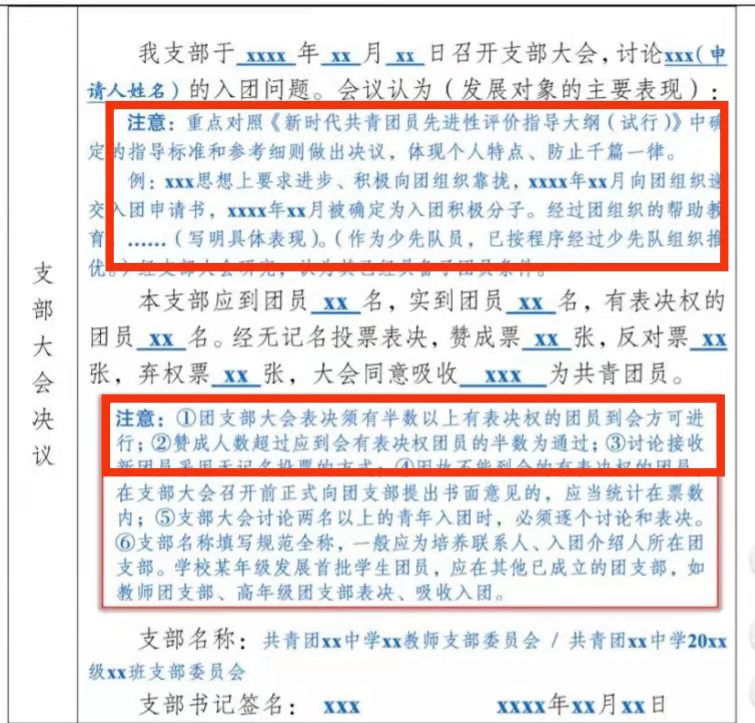 我支部于 xxxx 年 xx 月 xx 日召开支部大会,讨论xxx(申
请人姓名)的入团问题。会议认为(发展对象的主要表现):
注意:重点对照《新时代共青团员先进性评价指导大纲(试行)》中确
定的指导标准和参考细则做出决议,体现个人特点、防止千篇一律。
例:xxx思想上要求进步、积极向团组织靠拢,xxxx年xx月向团组织递
交入团申请书,xxxx年xx月被确定为入团积极分子。经过团组织的帮助教
育,……(写明具体表现)。(作为少先队员,已按程序经过少先队组织推
优。)经支部大会研究,认为其已经具备了团员条件。
支部大会决议
本支部应到团员 xx 名,实到团员 xx 名,有表决权的
团员 xx 名。经无记名投票表决,赞成票 xx 张,反对票 xx
张,弃权票 xx 张,大会同意吸收 xxx 为共青团员。
注意:①团支部大会表决须有半数以上有表决权的团员到会方可进
行;②赞成人数超过应到会有表决权团员的半数为通过;③讨论接收
新团员采用无记名投票的方式;④因故不能到会的有表决权的团员
在支部大会召开前正式向团支部提出书面意见的,应当统计在票数
内;⑤支部大会讨论两名以上的青年入团时,必须逐个讨论和表决。
⑥支部名称填写规范全称,一般应为培养联系人、入团介绍人所在团
支部。学校某年级发展首批学生团员,应在其他已成立的团支部,如
教师团支部、高年级团支部表决、吸收入团。
支部名称:共青团xx中学xx教师支部委员会 / 共青团xx中学20xx
级xx班支部委员会
支部书记签名: xxx xxxx年xx月xx日